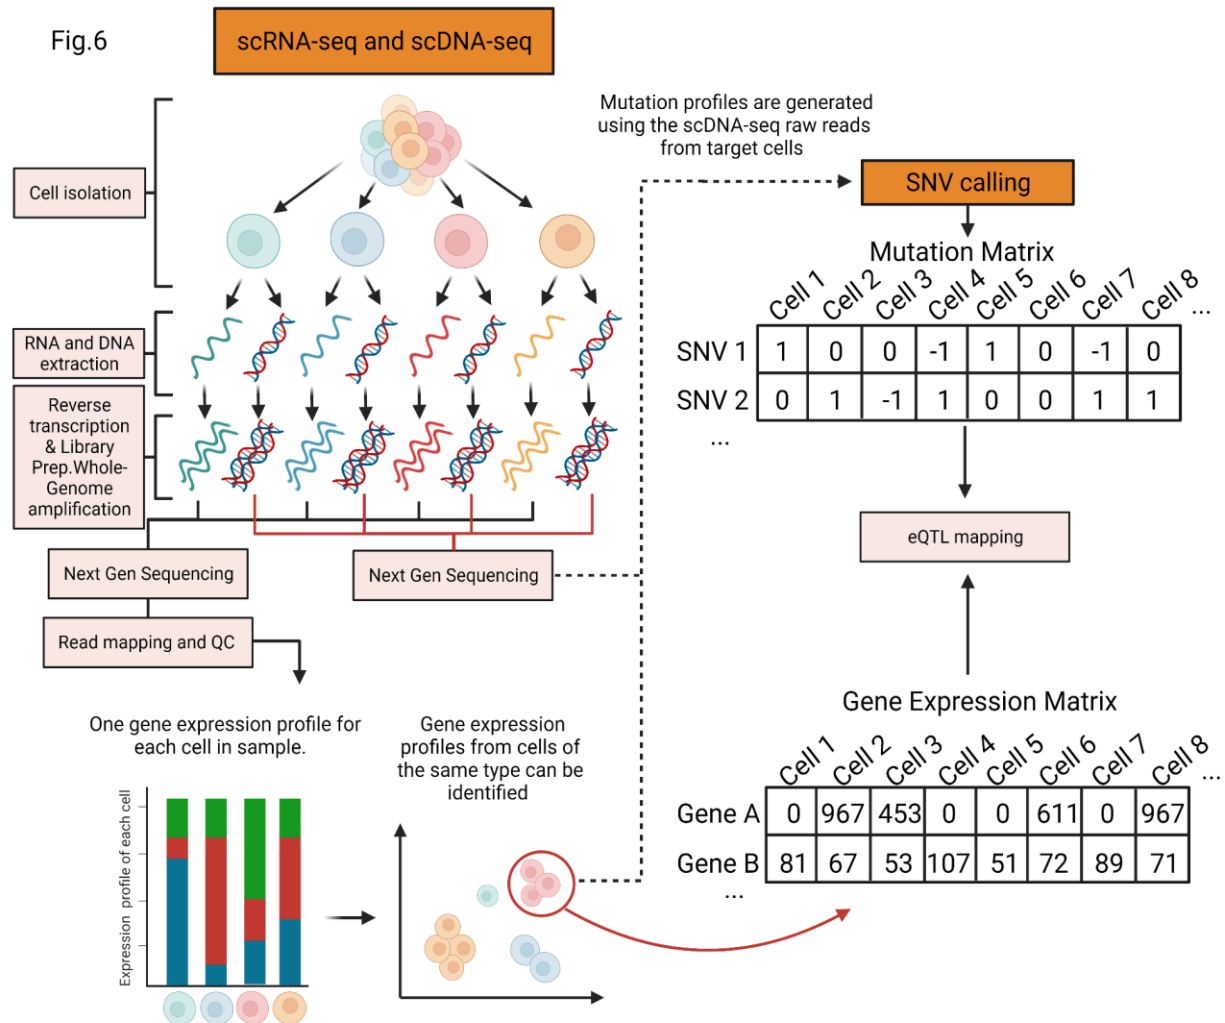 Fig.6
scRNA-seq and scDNA-seq
Cell isolation
RNA and DNA
extraction
Reverse
transcription
& Library
Prep.Whole-
Genome
amplification
Next Gen Sequencing
Next Gen Sequencing
Read mapping and QC
One gene expression profile for
each cell in sample.
Expression profile of each cell
Gene expression
profiles from cells of
the same type can be
identified
Mutation profiles are generated
using the scDNA-seq raw reads
from target cells
SNV calling
Mutation Matrix
Cell 1 Cell 2 Cell 3 Cell 4 Cell 5 Cell 6 Cell 7 Cell 8 ...
SNV 1 1 0 0 -1 1 0 -1 0
SNV 2 0 1 -1 1 0 0 1 1
...
eQTL mapping
Gene Expression Matrix
Cell 1 Cell 2 Cell 3 Cell 4 Cell 5 Cell 6 Cell 7 Cell 8 ...
Gene A 0 967 453 0 0 611 0 967
Gene B 81 67 53 107 51 72 89 71
...